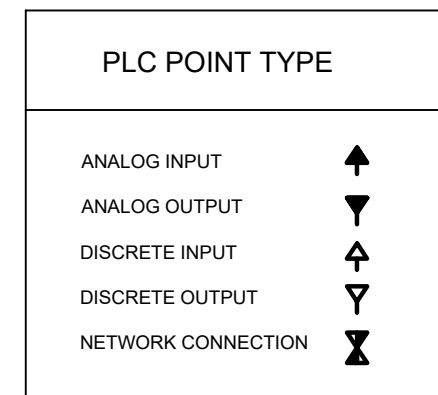 PLC POINT TYPE
ANALOG INPUT
ANALOG OUTPUT
DISCRETE INPUT
DISCRETE OUTPUT
NETWORK CONNECTION